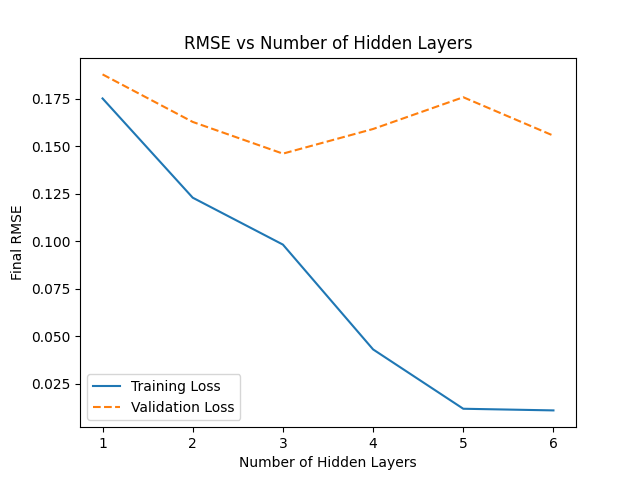 RMSE vs Number of Hidden Layers
Final RMSE
0.175
0.150
0.125
0.100
0.075
0.050
0.025
Training Loss
Validation Loss
1 2 3 4 5 6
Number of Hidden Layers